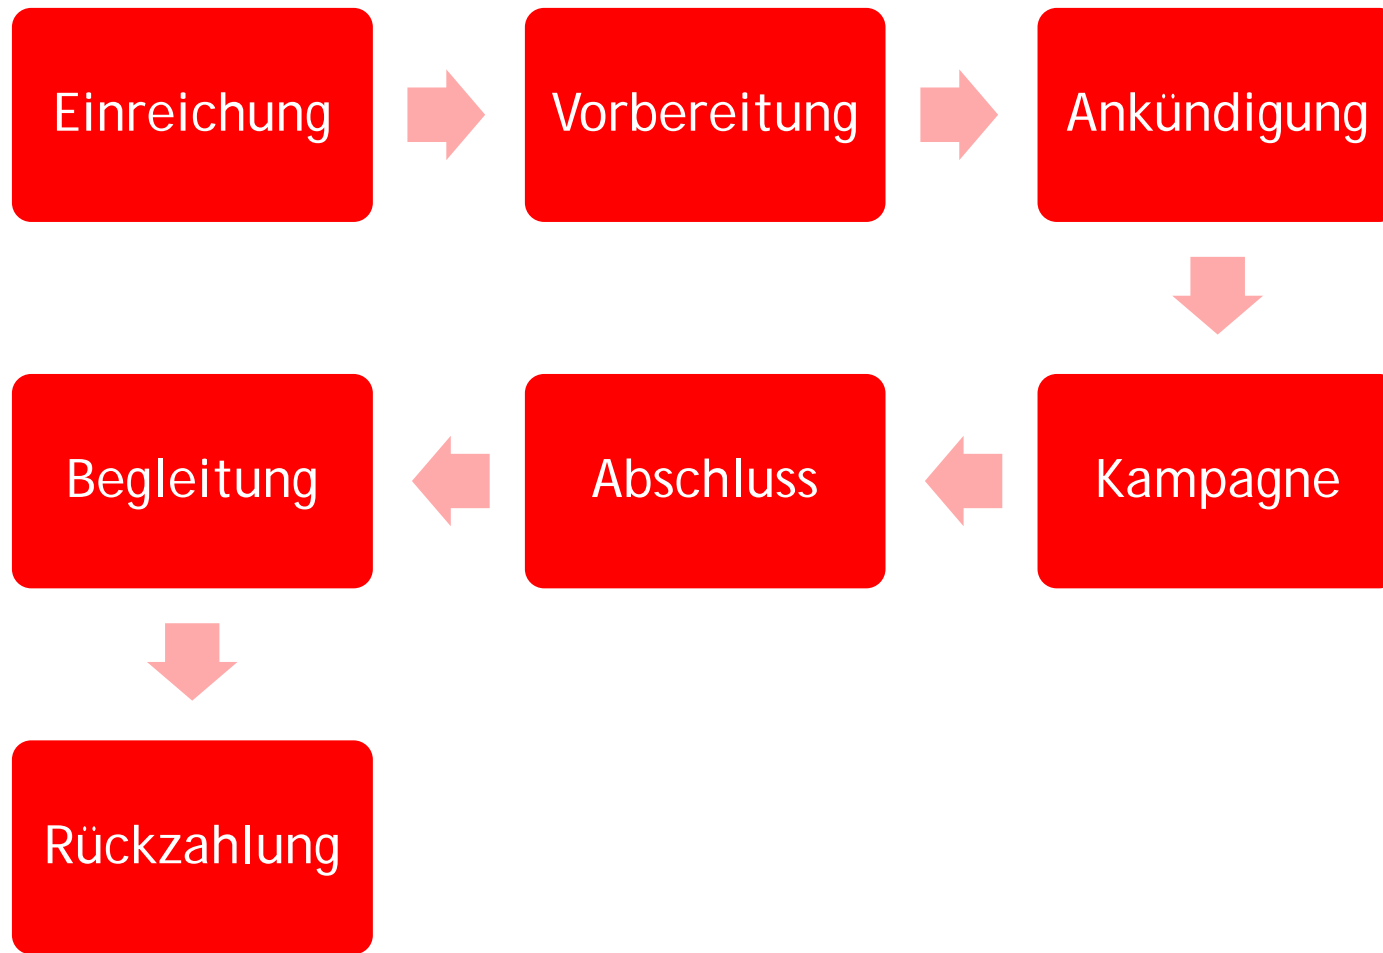 Einreichung
Vorbereitung
Ankündigung
Kampagne
Abschluss
Begleitung
Rückzahlung